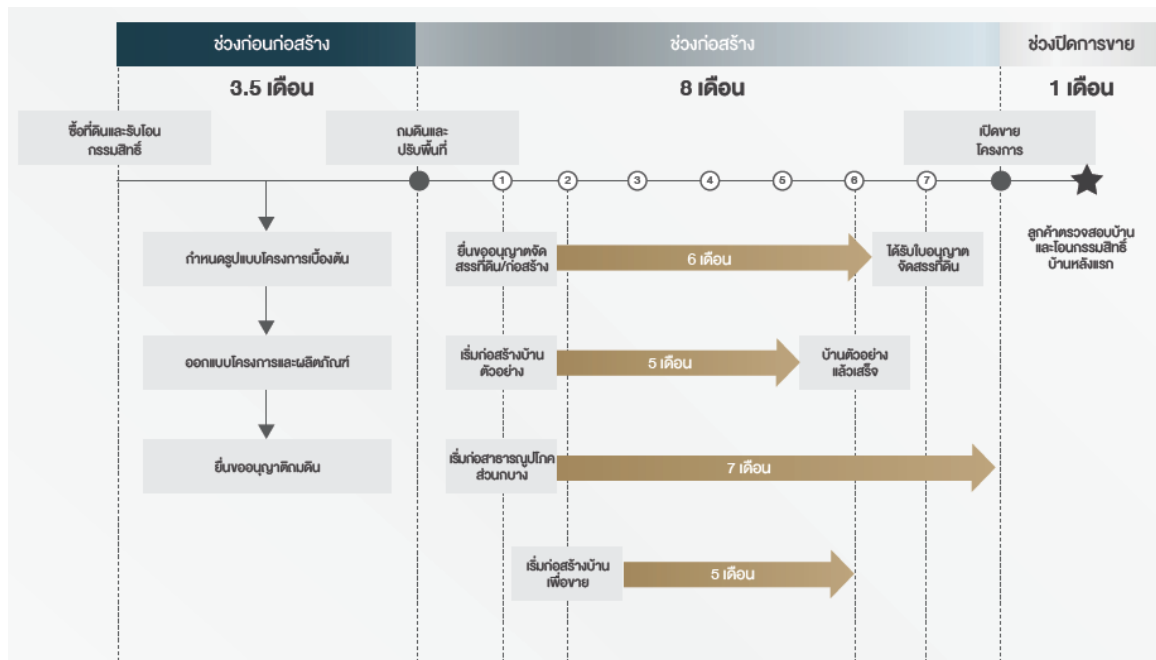 ช่วงก่อนก่อสร้าง
ช่วงก่อสร้าง
ช่วงปิดการขาย
3.5 เดือน
8 เดือน
1 เดือน
ซื้อที่ดินและรับโอน
กรรมสิทธิ์
ถมดินและ
ปรับพื้นที่
เปิดขาย
โครงการ
1
2
3
4
5
6
7
กำหนดรูปแบบโครงการเบื้องต้น
ยื่นขออนุญาตจัด
สรรที่ดิน/ก่อสร้าง
6 เดือน
ได้รับใบอนุญาต
จัดสรรที่ดิน
ลูกค้าตรวจสอบบ้าน
และโอนกรรมสิทธิ์
บ้านหลังแรก
ออกแบบโครงการและผลิตภัณฑ์
เริ่มก่อสร้างบ้าน
ตัวอย่าง
5 เดือน
บ้านตัวอย่าง
แล้วเสร็จ
ยื่นขออนุญาติถมดิน
เริ่มก่อสาธารณูปโภค
ส่วนกบาง
7 เดือน
เริ่มก่อสร้างบ้าน
เพื่อขาย
5 เดือน